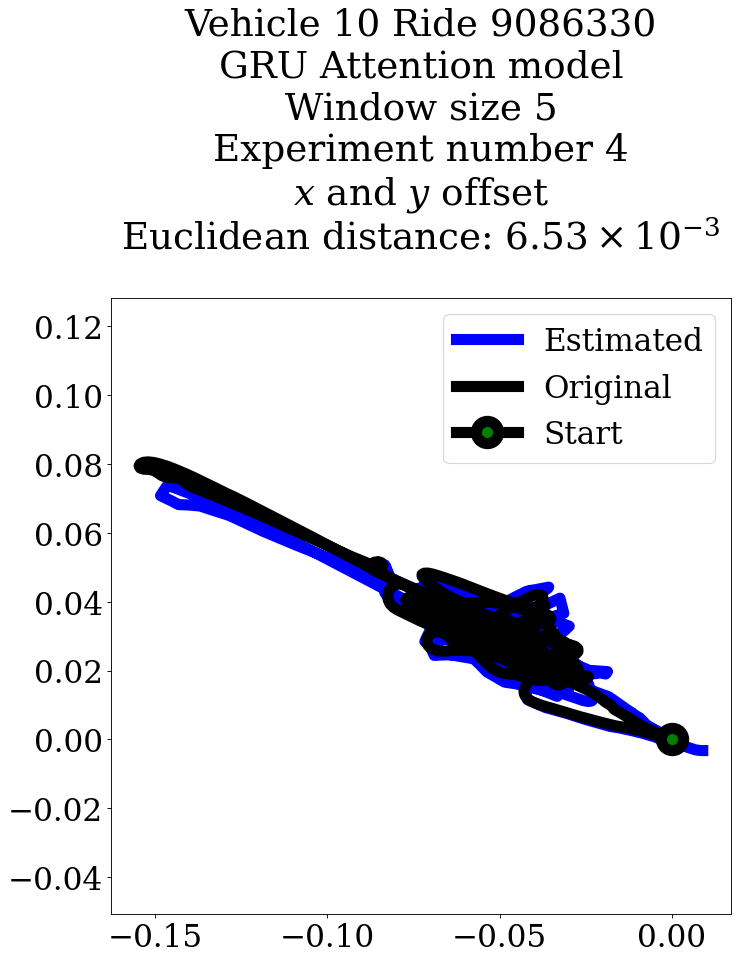 Vehicle 10 Ride 9086330
GRU Attention model
Window size 5
Experiment number 4
x and y offset
Euclidean distance: 6.53 × 10⁻³
Estimated
Original
Start
0.12
0.10
0.08
0.06
0.04
0.02
0.00
−0.02
−0.04
−0.15 −0.10 −0.05 0.00